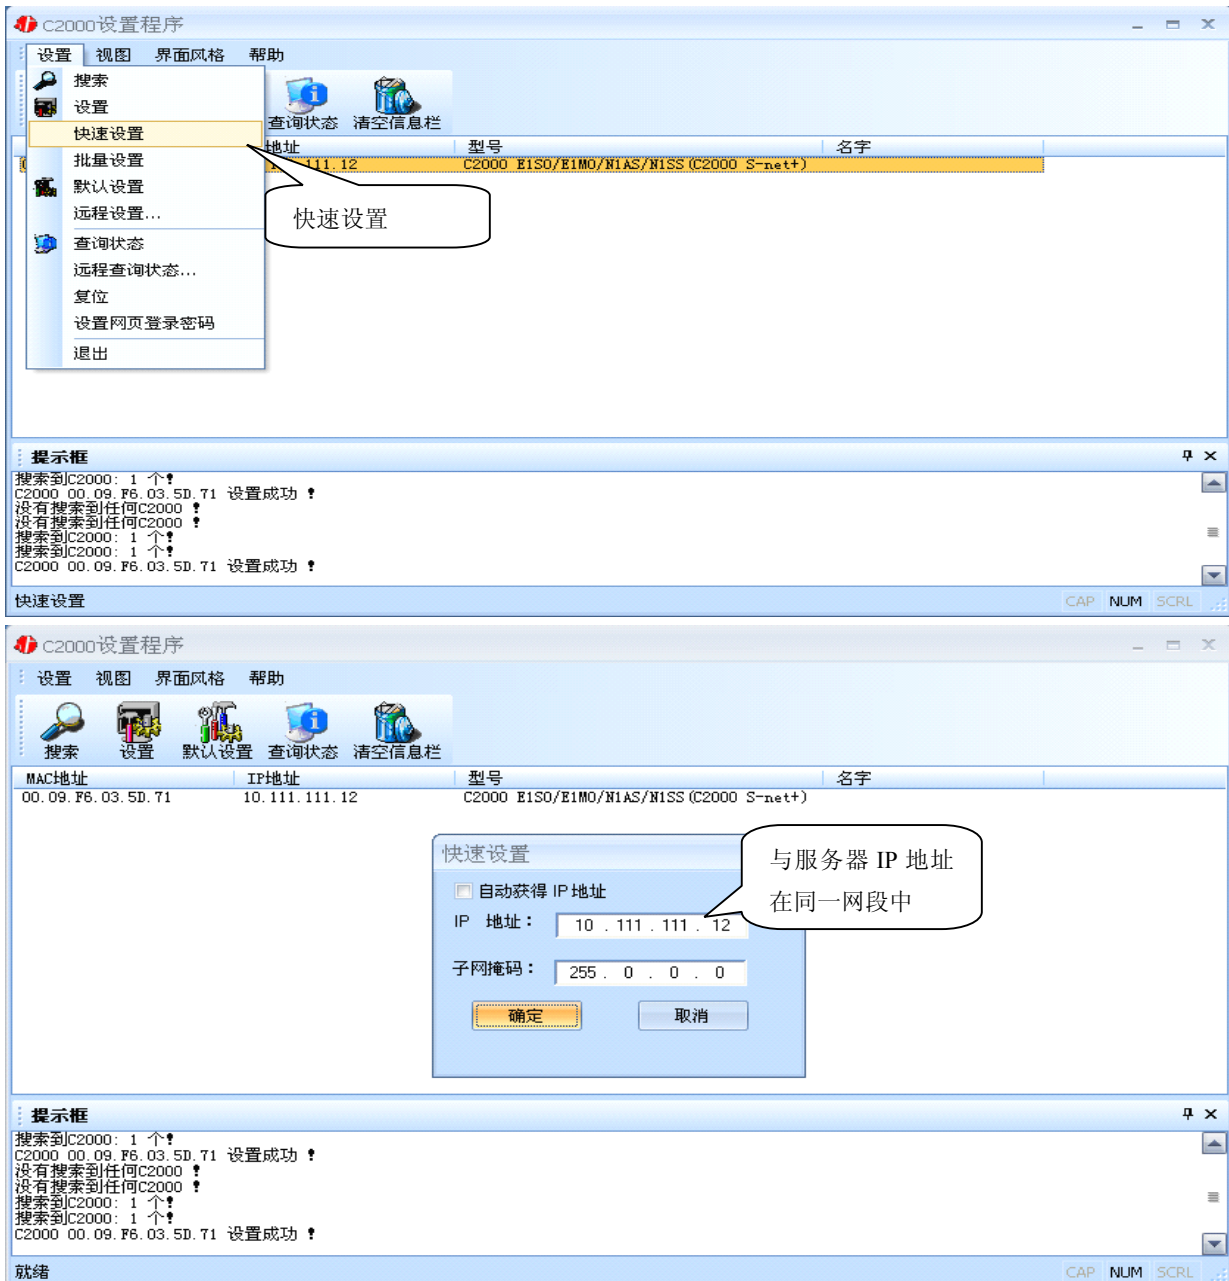 C2000设置程序
设置 视图 界面风格 帮助
搜索
设置
快速设置
批量设置
默认设置
远程设置...
查询状态
远程查询状态...
复位
设置网页登录密码
退出
查询状态 清空信息栏
地址 型号 名字
111.12 C2000 E1S0/E1M0/N1AS/N1SS(C2000 S-net+)
快速设置
提示框
搜索到C2000: 1 个!
C2000 00.09.F6.03.5D.71 设置成功 !
没有搜索到任何C2000 !
没有搜索到任何C2000 !
搜索到C2000: 1 个!
搜索到C2000: 1 个!
C2000 00.09.F6.03.5D.71 设置成功 !
快速设置 CAP NUM SCRL
C2000设置程序
设置 视图 界面风格 帮助
搜索 设置 默认设置 查询状态 清空信息栏
MAC地址 IP地址 型号 名字
00.09.F6.03.5D.71 10.111.111.12 C2000 E1S0/E1M0/N1AS/N1SS(C2000 S-net+)
快速设置
与服务器 IP 地址
在同一网段中
自动获得 IP 地址
IP 地址： 10 . 111 . 111 . 12
子网掩码： 255 . 0 . 0 . 0
确定 取消
提示框
搜索到C2000: 1 个!
C2000 00.09.F6.03.5D.71 设置成功 !
没有搜索到任何C2000 !
没有搜索到任何C2000 !
搜索到C2000: 1 个!
搜索到C2000: 1 个!
C2000 00.09.F6.03.5D.71 设置成功 !
就绪 CAP NUM SCRL